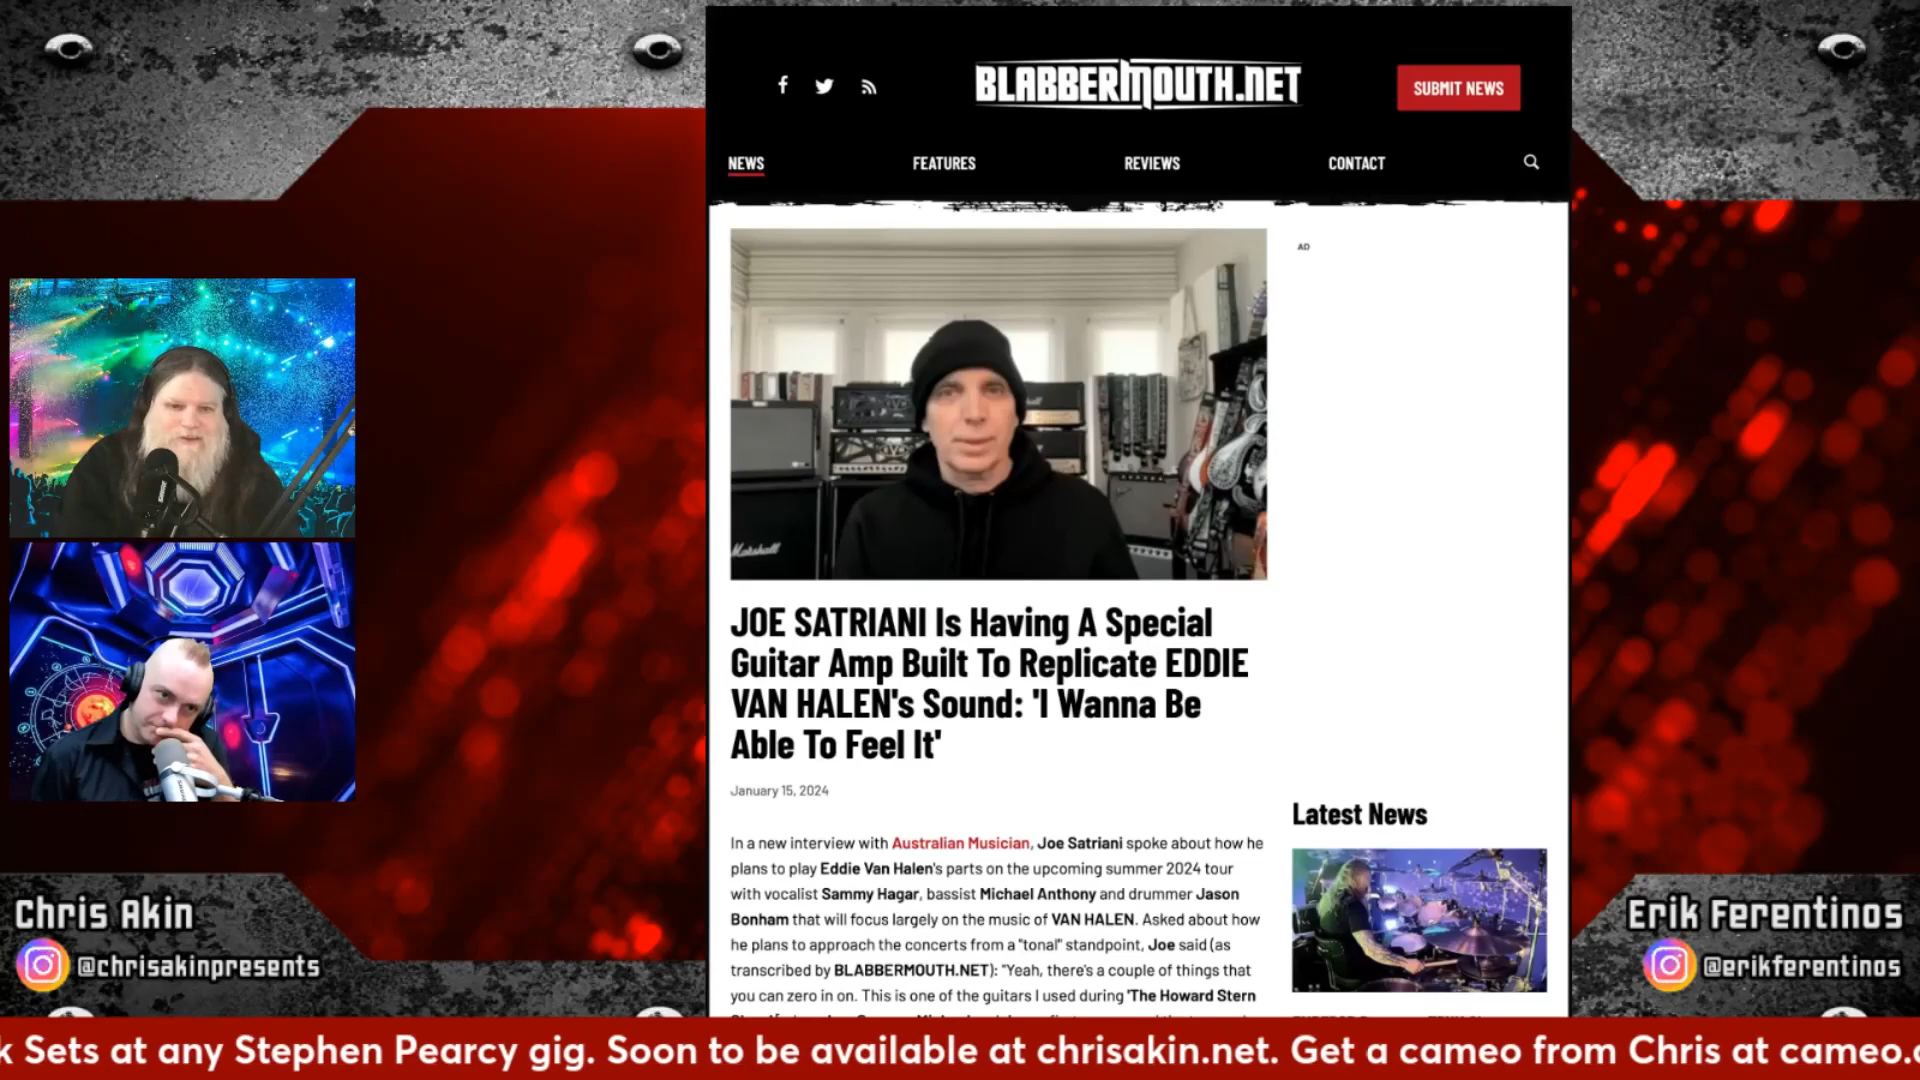 BLABBERMOUTH.NET
SUBMIT NEWS
NEWS
FEATURES
REVIEWS
CONTACT
AD
Marshall
JOE SATRIANI Is Having A Special
Guitar Amp Built To Replicate EDDIE
VAN HALEN's Sound: 'I Wanna Be
Able To Feel It'
January 15, 2024
In a new interview with Australian Musician, Joe Satriani spoke about how he
plans to play Eddie Van Halen's parts on the upcoming summer 2024 tour
with vocalist Sammy Hagar, bassist Michael Anthony and drummer Jason
Bonham that will focus largely on the music of VAN HALEN. Asked about how
he plans to approach the concerts from a "tonal" standpoint, Joe said (as
transcribed by BLABBERMOUTH.NET): "Yeah, there's a couple of things that
you can zero in on. This is one of the guitars I used during 'The Howard Stern
Latest News
Chris Akin
@chrisakinpresents
Erik Ferentinos
@erikferentinos
k Sets at any Stephen Pearcy gig. Soon to be available at chrisakin.net. Get a cameo from Chris at cameo.c